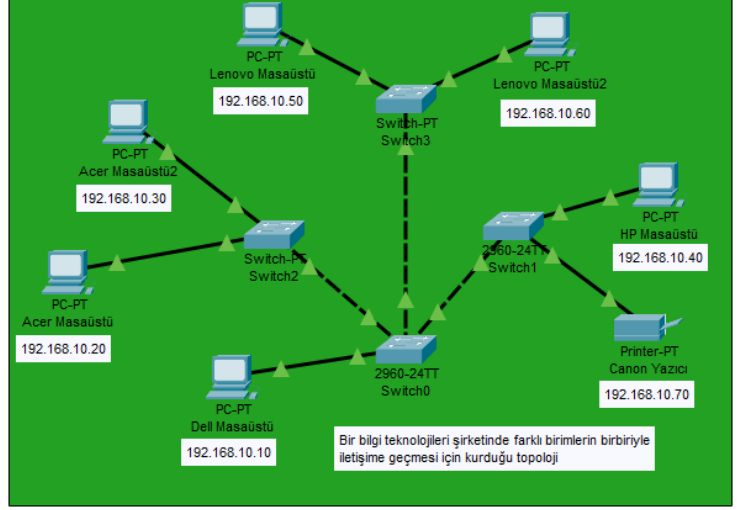 PC-PT
Lenovo Masaüstü
192.168.10.50
PC-PT
Lenovo Masaüstü2
192.168.10.60
Switch-PT
Switch3
PC-PT
Acer Masaüstü2
192.168.10.30
PC-PT
HP Masaüstü
192.168.10.40
Switch-PT
Switch2
2960-24TT
Switch1
PC-PT
Acer Masaüstü
192.168.10.20
Printer-PT
Canon Yazıcı
192.168.10.70
2960-24TT
Switch0
PC-PT
Dell Masaüstü
192.168.10.10
Bir bilgi teknolojileri şirketinde farklı birimlerin birbiriyle
iletişime geçmesi için kurduğu topoloji